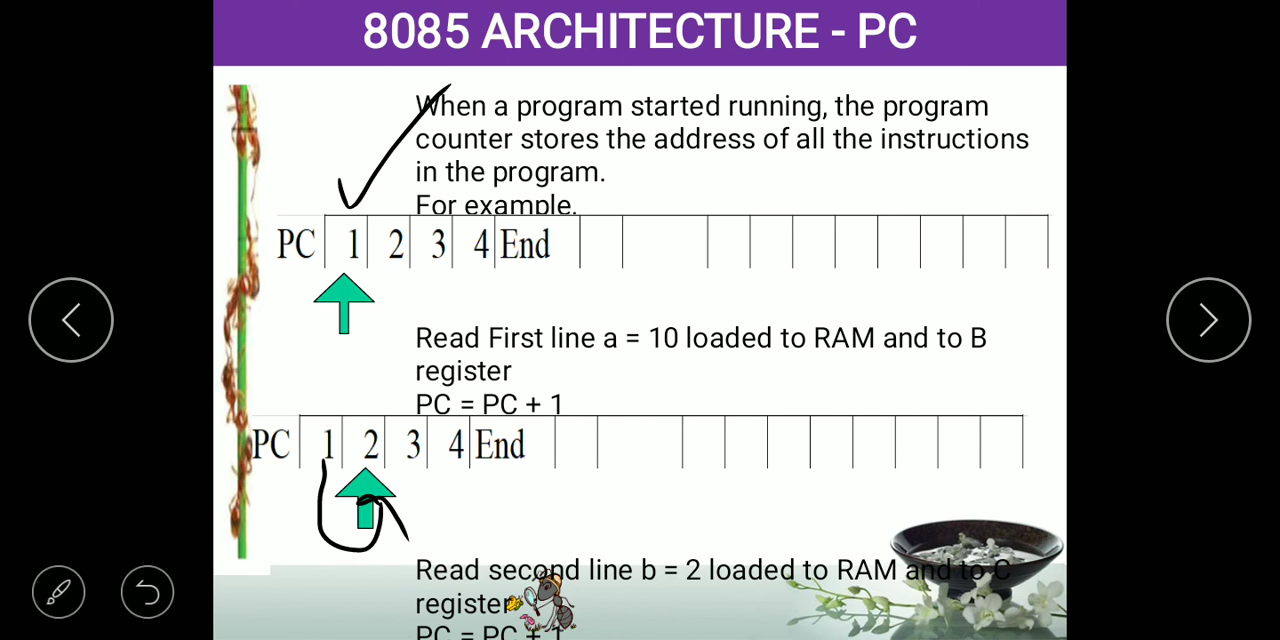 8085 ARCHITECTURE - PC
When a program started running, the program
counter stores the address of all the instructions
in the program.
For example.
PC 1 2 3 4 End
Read First line a = 10 loaded to RAM and to B
register
PC = PC + 1
PC 1 2 3 4 End
Read second line b = 2 loaded to RAM and to C
register
PC = PC + 1